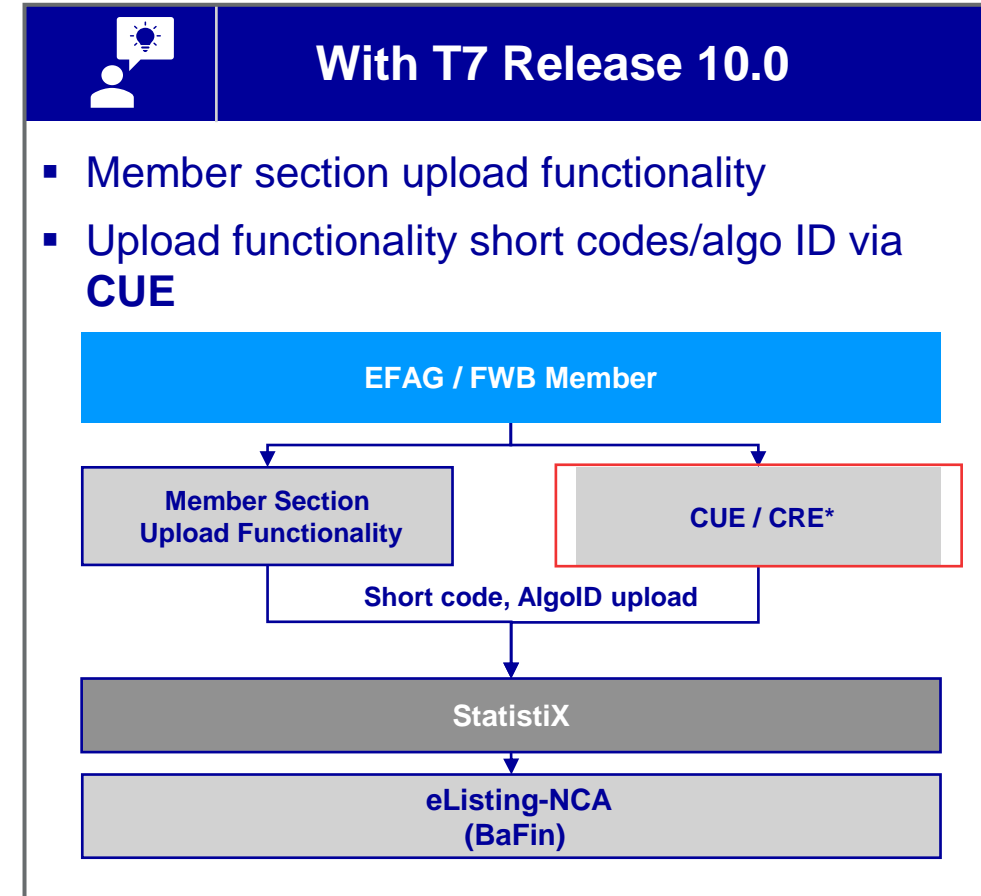 With T7 Release 10.0
▪ Member section upload functionality
▪ Upload functionality short codes/algo ID via
CUE
EFAG / FWB Member
Member Section
Upload Functionality
CUE / CRE*
Short code, AlgoID upload
StatistiX
eListing-NCA
(BaFin)